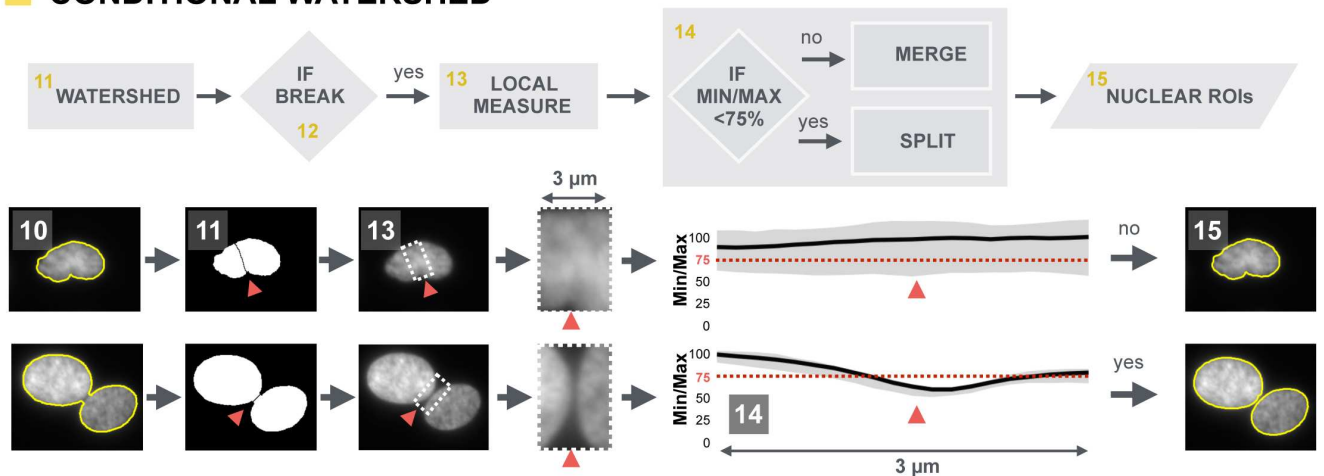 CONDITIONAL WATERSHED
11 WATERSHED
IF
BREAK
12
yes
13 LOCAL
MEASURE
14
IF
MIN/MAX
<75%
no
MERGE
yes
SPLIT
15
NUCLEAR ROIs
3 µm
10
11
13
Min/Max
100
75
50
25
0
no
15
Min/Max
100
75
50
25
0
14
3 µm
yes